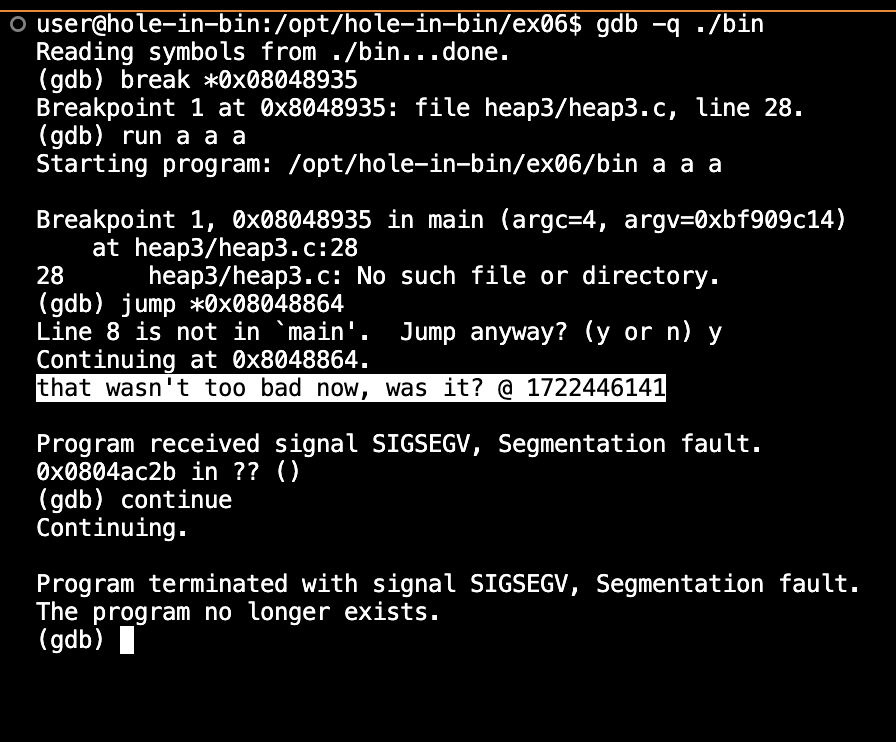 user@hole-in-bin:/opt/hole-in-bin/ex06$ gdb -q ./bin
Reading symbols from ./bin...done.
(gdb) break *0x08048935
Breakpoint 1 at 0x8048935: file heap3/heap3.c, line 28.
(gdb) run a a a
Starting program: /opt/hole-in-bin/ex06/bin a a a

Breakpoint 1, 0x08048935 in main (argc=4, argv=0xbf909c14)
    at heap3/heap3.c:28
28      heap3/heap3.c: No such file or directory.
(gdb) jump *0x08048864
Line 8 is not in `main'.  Jump anyway? (y or n) y
Continuing at 0x8048864.
that wasn't too bad now, was it? @ 1722446141

Program received signal SIGSEGV, Segmentation fault.
0x0804ac2b in ?? ()
(gdb) continue
Continuing.

Program terminated with signal SIGSEGV, Segmentation fault.
The program no longer exists.
(gdb)